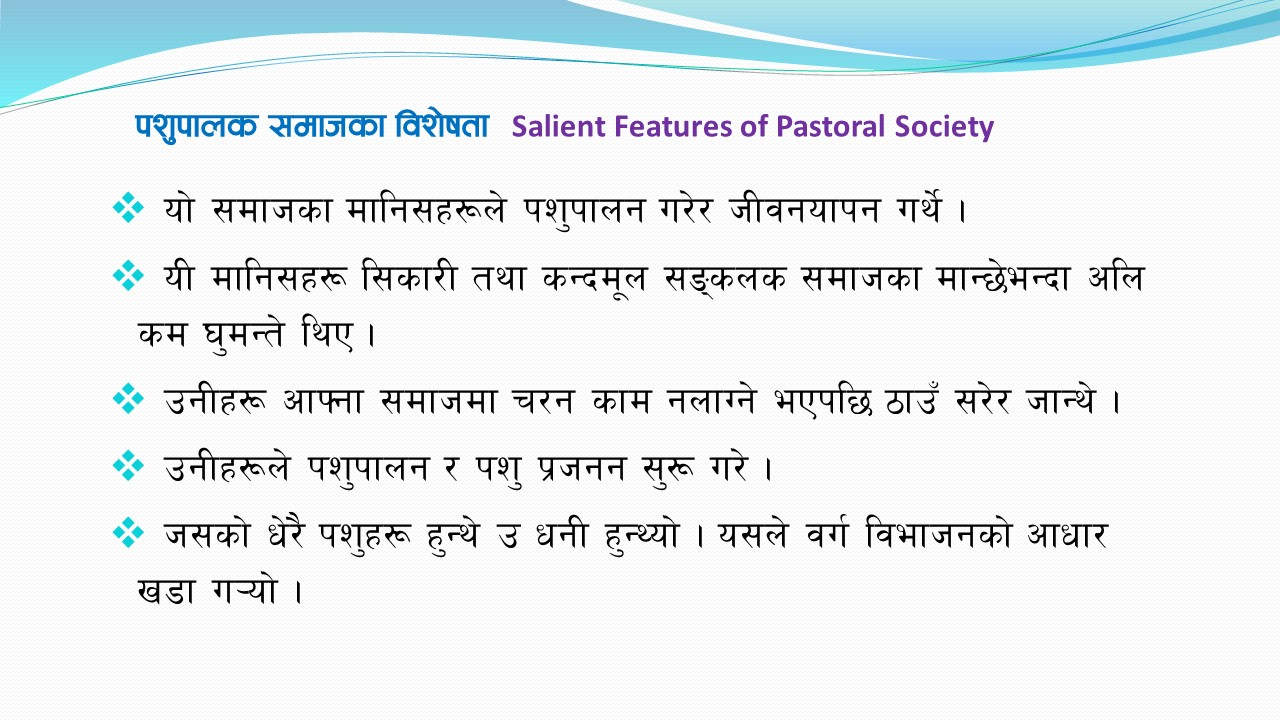 पशुपालक समाजका विशेषता Salient Features of Pastoral Society
❖ यो समाजका मानिसहरूले पशुपालन गरेर जीवनयापन गर्थे ।
❖ यी मानिसहरू सिकारी तथा कन्दमूल सङ्कलक समाजका मान्छेभन्दा अलि
कम घुमन्ते थिए ।
❖ उनीहरू आफ्ना समाजमा चरन काम नलाग्ने भएपछि ठाउँ सरेर जान्थे ।
❖ उनीहरूले पशुपालन र पशु प्रजनन सुरू गरे ।
❖ जसको धेरै पशुहरू हुन्थे उ धनी हुन्थ्यो । यसले वर्ग विभाजनको आधार
खडा गऱ्यो ।